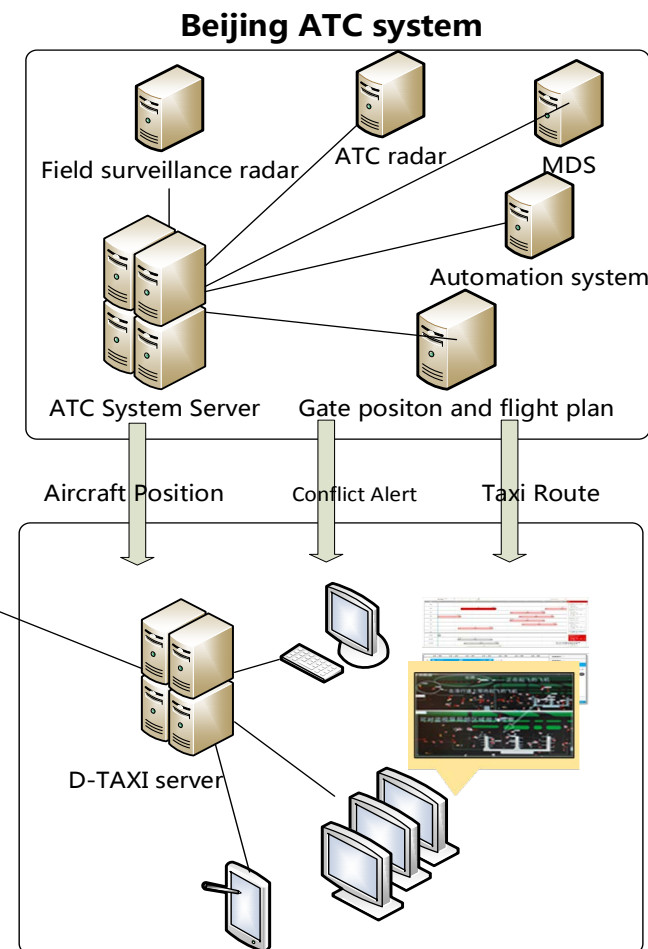 Beijing ATC system
Field surveillance radar
ATC radar
MDS
Automation system
ATC System Server
Gate positon and flight plan
Aircraft Position
Conflict Alert
Taxi Route
D-TAXI server